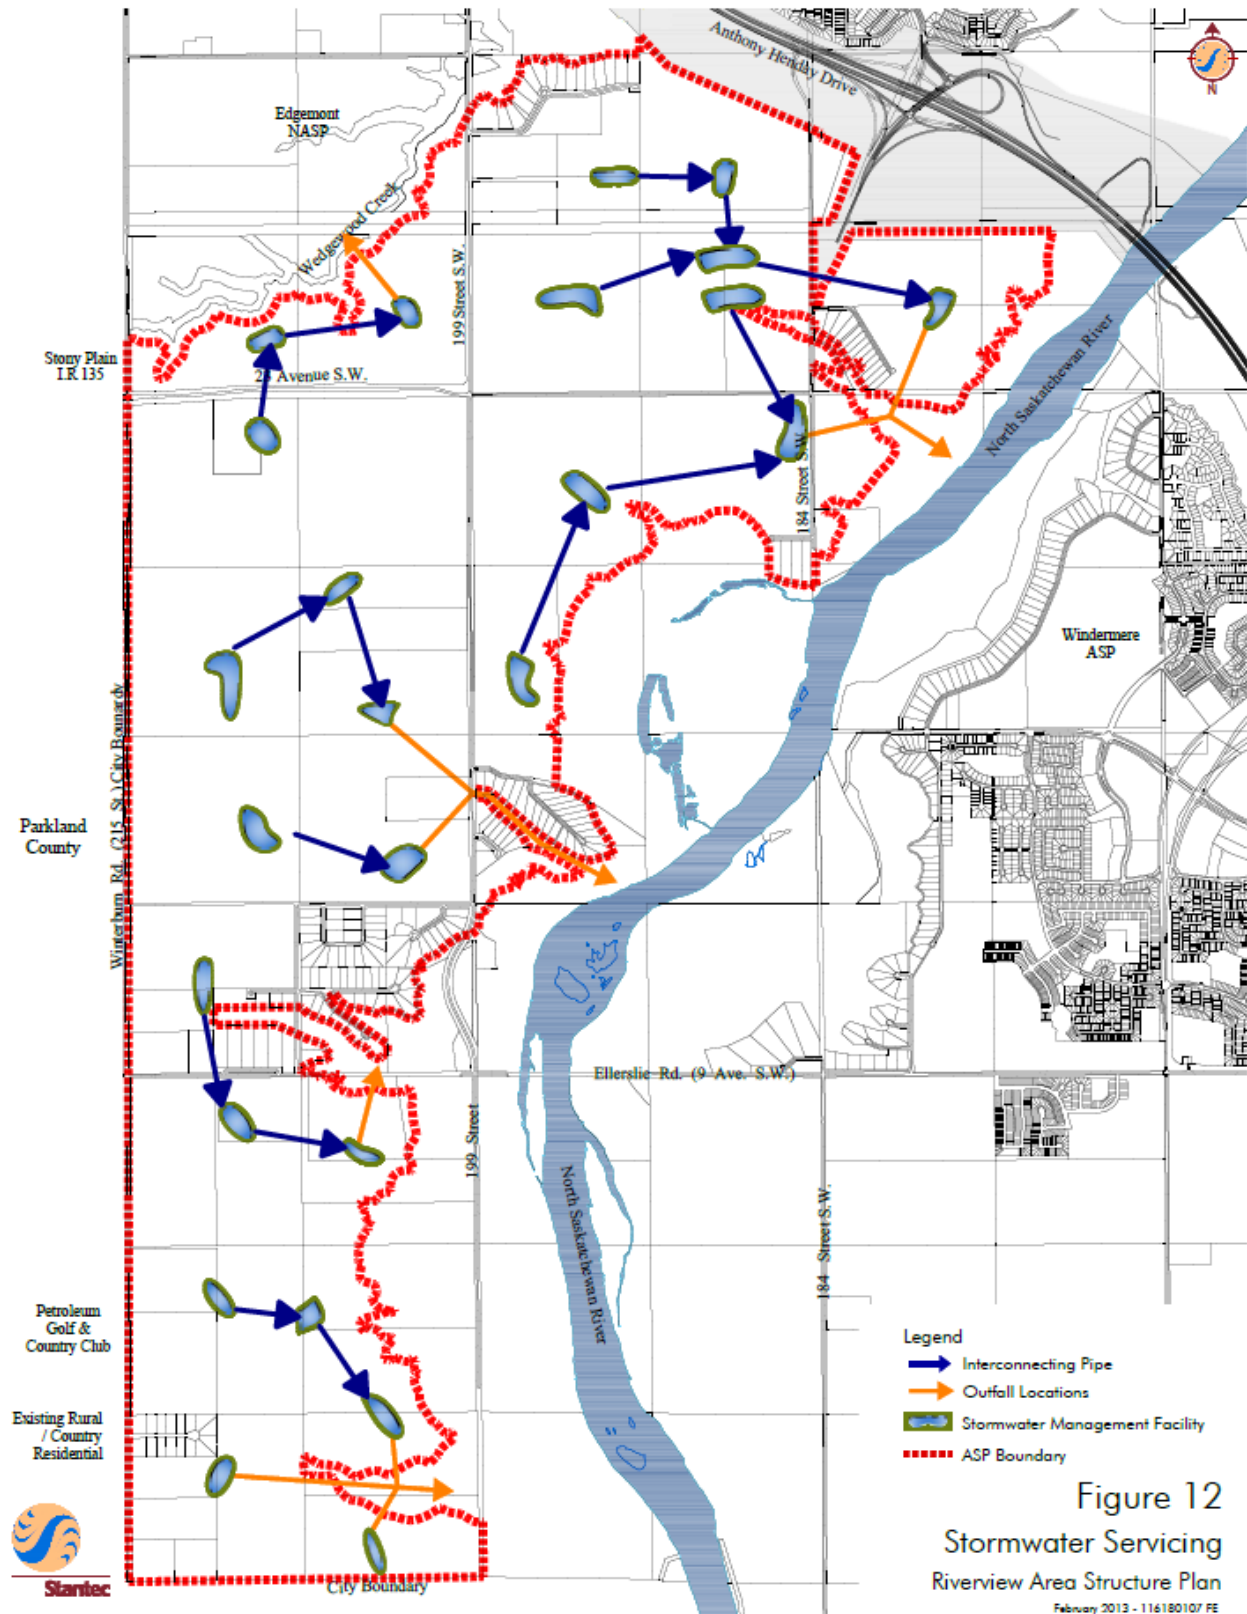 Anthony Henday Drive
N
Edgemont
NASP
Wedgewood Creek
199 Street S.W.
Stony Plain
I.R 135
23 Avenue S.W.
North Saskatchewan River
184 Street S.W.
Windermere
ASP
Winterburn Rd. (215 St.) City Bounardy
Parkland
County
Ellerslie Rd. (9 Ave. S.W.)
199 Street
North Saskatchewan River
184 Street S.W.
Petroleum
Golf &
Country Club
Existing Rural
/ Country
Residential
City Boundary
Stantec
Legend
Interconnecting Pipe
Outfall Locations
Stormwater Management Facility
ASP Boundary
Figure 12
Stormwater Servicing
Riverview Area Structure Plan
February 2013 - 116180107 FE